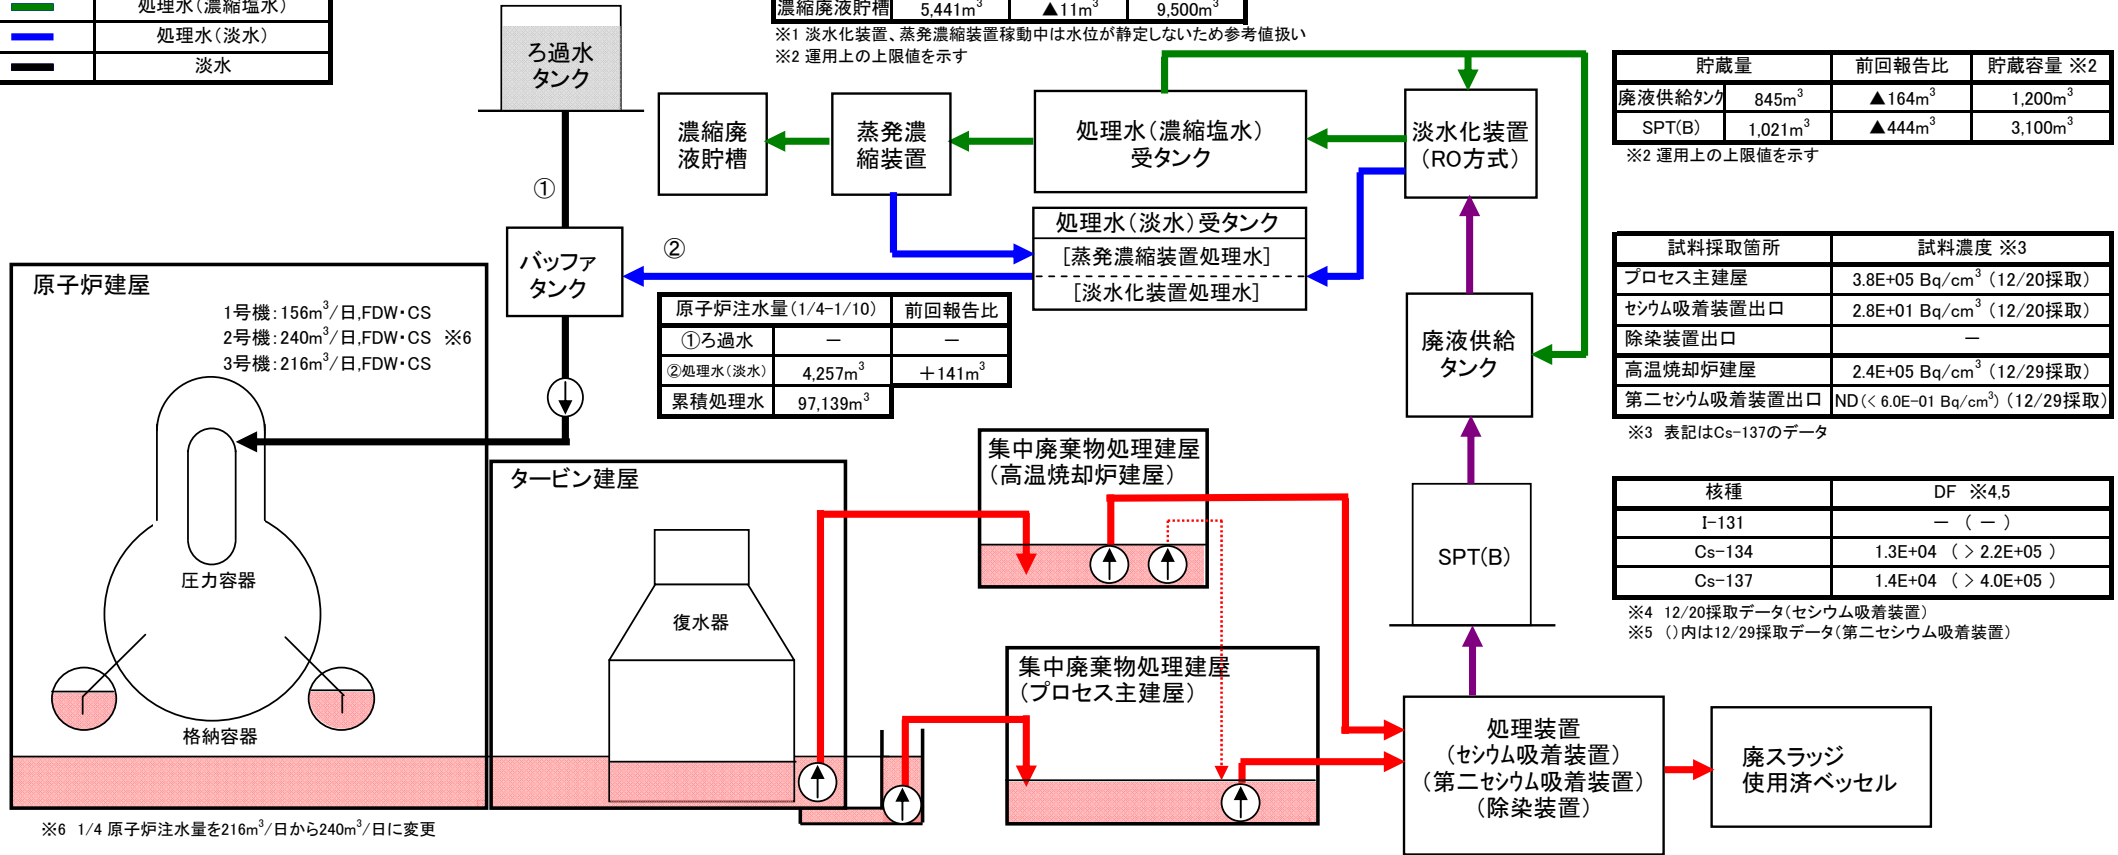 処理水(濃縮塩水)
処理水(淡水)
淡水
ろ過水
タンク
濃縮廃液貯槽 5,441m³ ▲11m³ 9,500m³
※1 淡水化装置、蒸発濃縮装置稼動中は水位が静定しないため参考値扱い
※2 運用上の上限値を示す
濃縮廃
液貯槽
蒸発濃
縮装置
処理水(濃縮塩水)
受タンク
淡水化装置
(RO方式)
貯蔵量 前回報告比 貯蔵容量 ※2
廃液供給タンク 845m³ ▲164m³ 1,200m³
SPT(B) 1,021m³ ▲444m³ 3,100m³
※2 運用上の上限値を示す
①
②
バッファ
タンク
処理水(淡水)受タンク
[蒸発濃縮装置処理水]
[淡水化装置処理水]
原子炉注水量(1/4-1/10) 前回報告比
①ろ過水 － －
②処理水(淡水) 4,257m³ ＋141m³
累積処理水 97,139m³
廃液供給
タンク
試料採取箇所 試料濃度 ※3
プロセス主建屋 3.8E+05 Bq/cm³ (12/20採取)
セシウム吸着装置出口 2.8E+01 Bq/cm³ (12/20採取)
除染装置出口 －
高温焼却炉建屋 2.4E+05 Bq/cm³ (12/29採取)
第二セシウム吸着装置出口 ND(< 6.0E-01 Bq/cm³) (12/29採取)
※3 表記はCs-137のデータ
核種 DF ※4,5
I-131 － ( － )
Cs-134 1.3E+04 ( > 2.2E+05 )
Cs-137 1.4E+04 ( > 4.0E+05 )
※4 12/20採取データ(セシウム吸着装置)
※5 ()内は12/29採取データ(第二セシウム吸着装置)
原子炉建屋
1号機:156m³/日,FDW・CS
2号機:240m³/日,FDW・CS ※6
3号機:216m³/日,FDW・CS
圧力容器
格納容器
タービン建屋
復水器
集中廃棄物処理建屋
(高温焼却炉建屋)
SPT(B)
集中廃棄物処理建屋
(プロセス主建屋)
処理装置
(セシウム吸着装置)
(第二セシウム吸着装置)
(除染装置)
廃スラッジ
使用済ベッセル
※6 1/4 原子炉注水量を216m³/日から240m³/日に変更